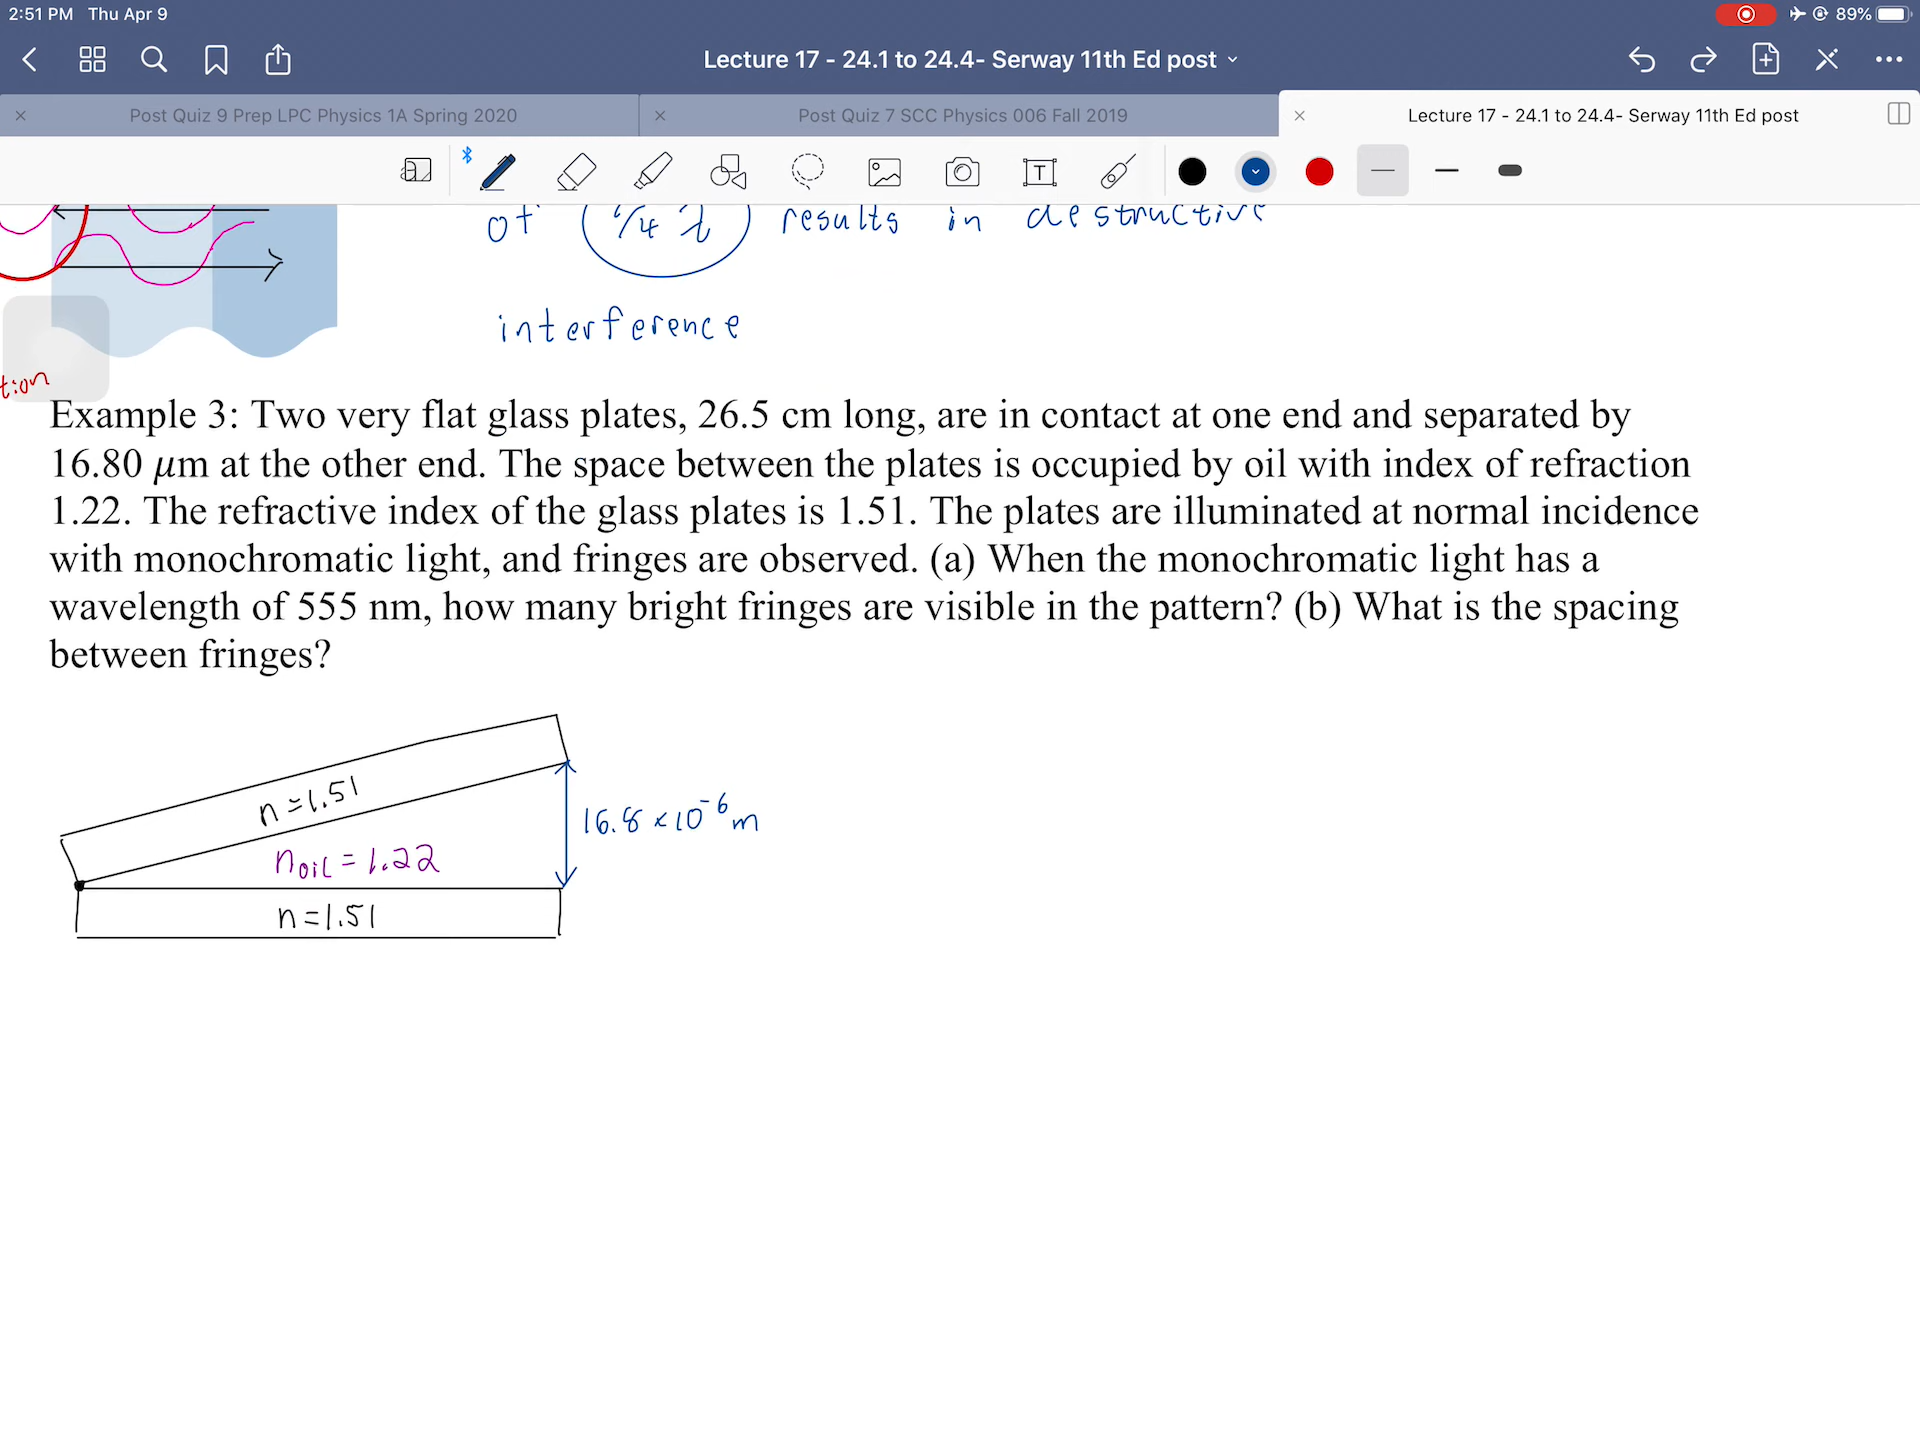 2:51 PM Thu Apr 9
89%
Lecture 17 - 24.1 to 24.4- Serway 11th Ed post
Post Quiz 9 Prep LPC Physics 1A Spring 2020
Post Quiz 7 SCC Physics 006 Fall 2019
Lecture 17 - 24.1 to 24.4- Serway 11th Ed post
T
of 1/4 λ results in destructive
interference
tion
Example 3: Two very flat glass plates, 26.5 cm long, are in contact at one end and separated by
16.80 μm at the other end. The space between the plates is occupied by oil with index of refraction
1.22. The refractive index of the glass plates is 1.51. The plates are illuminated at normal incidence
with monochromatic light, and fringes are observed. (a) When the monochromatic light has a
wavelength of 555 nm, how many bright fringes are visible in the pattern? (b) What is the spacing
between fringes?
n=1.51
16.8 ×10⁻⁶ m
noil = 1.22
n=1.51